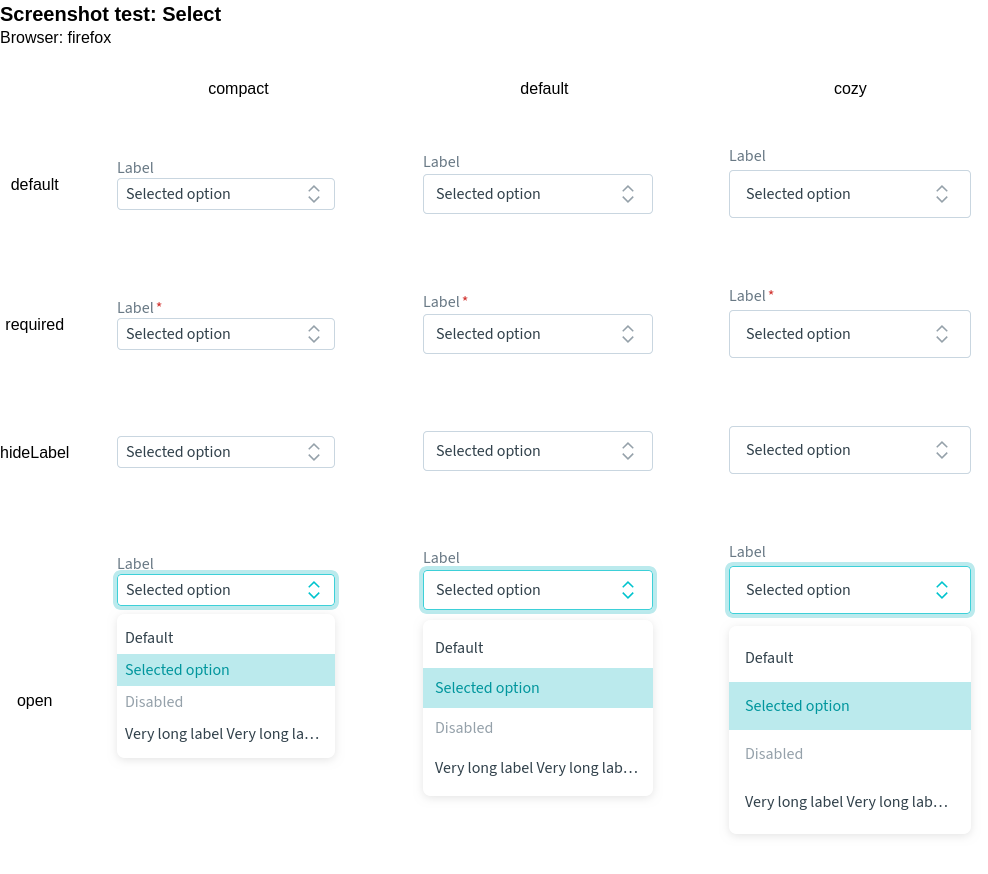 Screenshot test: Select
Browser: firefox
compact default cozy
Label Label Label
default Selected option Selected option Selected option
Label* Label* Label*
required Selected option Selected option Selected option
hideLabel Selected option Selected option Selected option
Label Label Label
Selected option Selected option Selected option
Default Default Default
Selected option Selected option Selected option
open Disabled Disabled Disabled
Very long label Very long la… Very long label Very long lab… Very long label Very long lab…